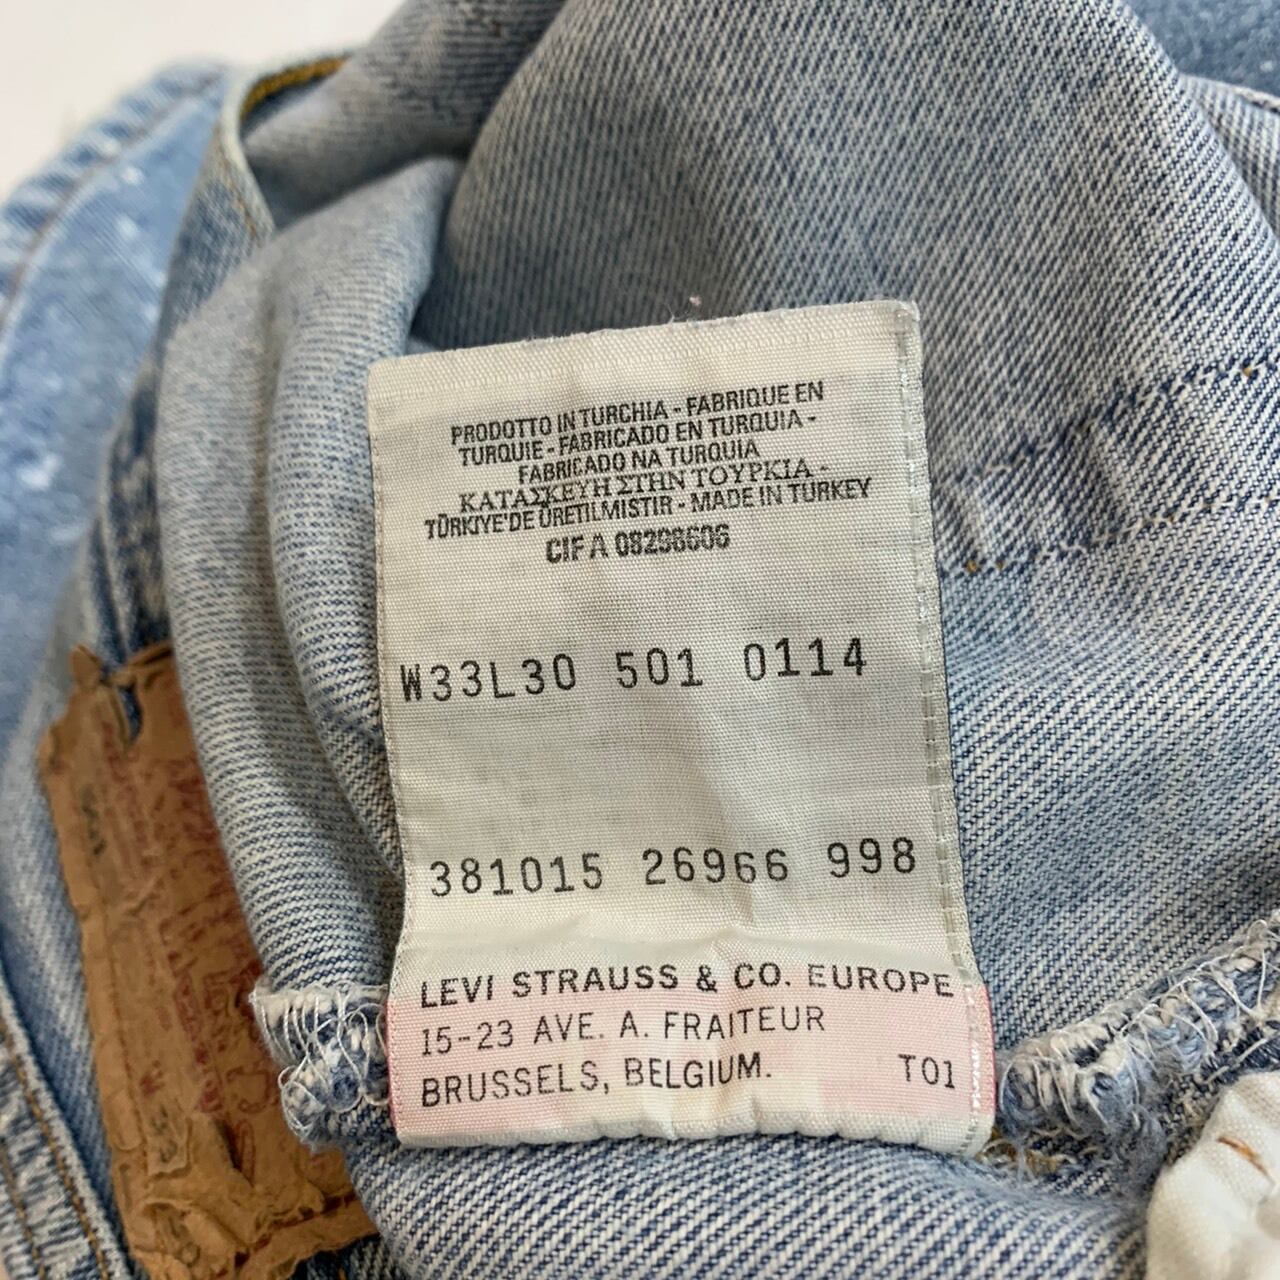 PRODOTTO IN TURCHIA - FABRIQUE EN
TURQUIE - FABRICADO EN TURQUIA -
FABRICADO NA TURQUIA
ΚΑΤΑΣΚΕΥΗ ΣΤΗΝ ΤΟΥΡΚΙΑ -
TÜRKIYE'DE ÜRETILMISTIR - MADE IN TURKEY
CIF A 08298606
W33L30 501 0114
381015 26966 998
LEVI STRAUSS & CO. EUROPE
15-23 AVE. A. FRAITEUR
BRUSSELS, BELGIUM. T01